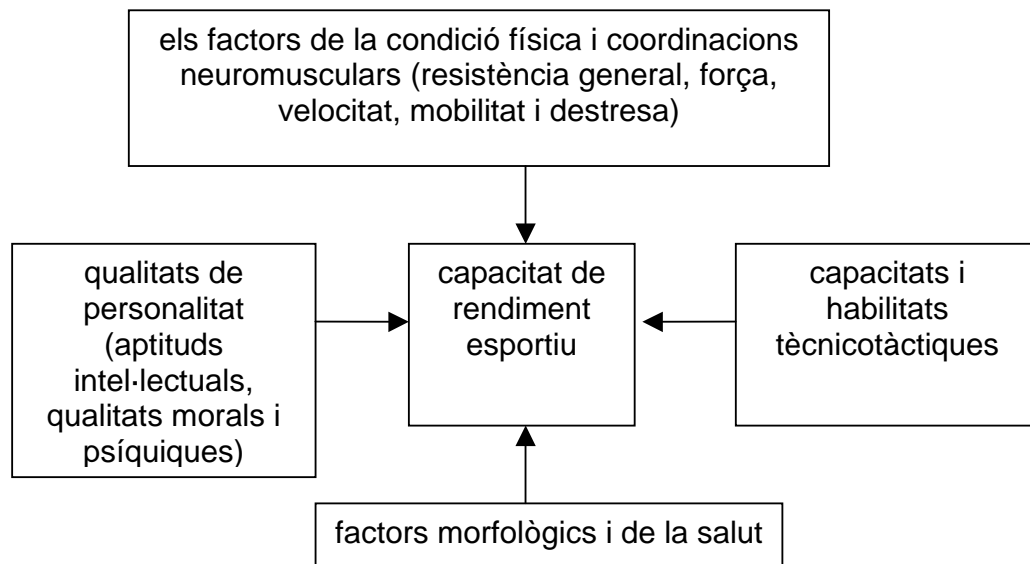 els factors de la condició física i coordinacions
neuromusculars (resistència general, força,
velocitat, mobilitat i destresa)
qualitats de
personalitat
(aptituds
intel·lectuals,
qualitats morals i
psíquiques)
capacitat de
rendiment
esportiu
capacitats i
habilitats
tècnicotàctiques
factors morfològics i de la salut